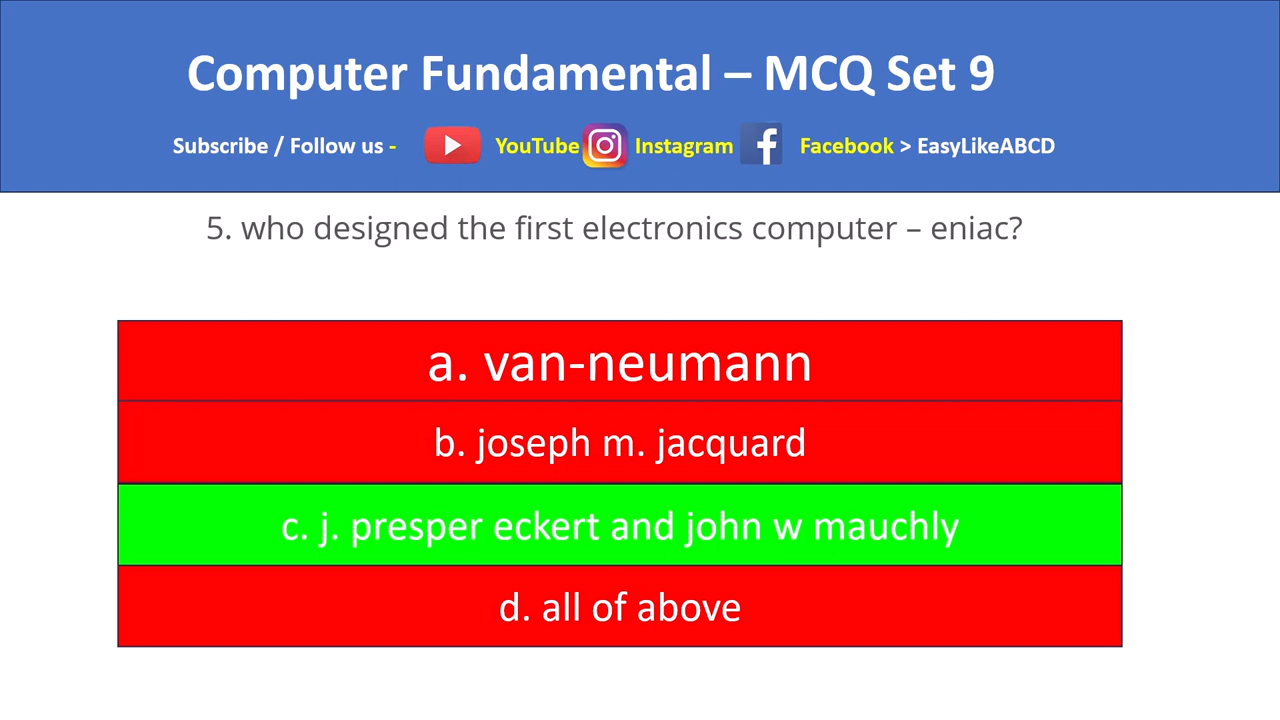 Computer Fundamental – MCQ Set 9
Subscribe / Follow us - YouTube Instagram Facebook > EasyLikeABCD
5. who designed the first electronics computer – eniac?
a. van-neumann
b. joseph m. jacquard
c. j. presper eckert and john w mauchly
d. all of above